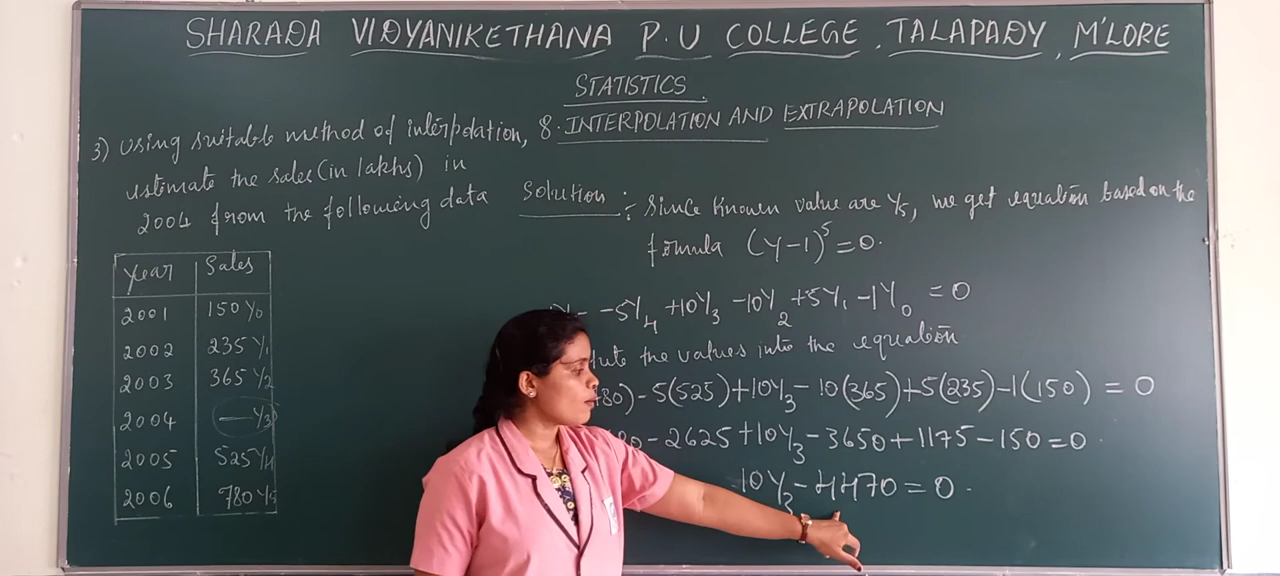 SHARADA VIDYANIKETHANA P.U COLLEGE, TALAPADY, M'LORE
STATISTICS.
8. INTERPOLATION AND EXTRAPOLATION
3) Using suitable method of interpolation,
estimate the sales (in lakhs) in
2004 from the following data
Year Sales
2001 150 Y₀
2002 235 Y₁
2003 365 Y₂
2004 — Y₃
2005 525 Y₄
2006 780 Y₅
Solution :- Since known value are Y₅, we get equation based on the
formula (Y-1)⁵ = 0.
-5Y₄ +10Y₃ -10Y₂ +5Y₁ -1Y₀ = 0
the values into the equation
80) - 5(525) + 10Y₃ - 10(365) + 5(235) - 1(150) = 0
- 2625 + 10Y₃ - 3650 + 1175 - 150 = 0.
10Y₃ - 4470 = 0.